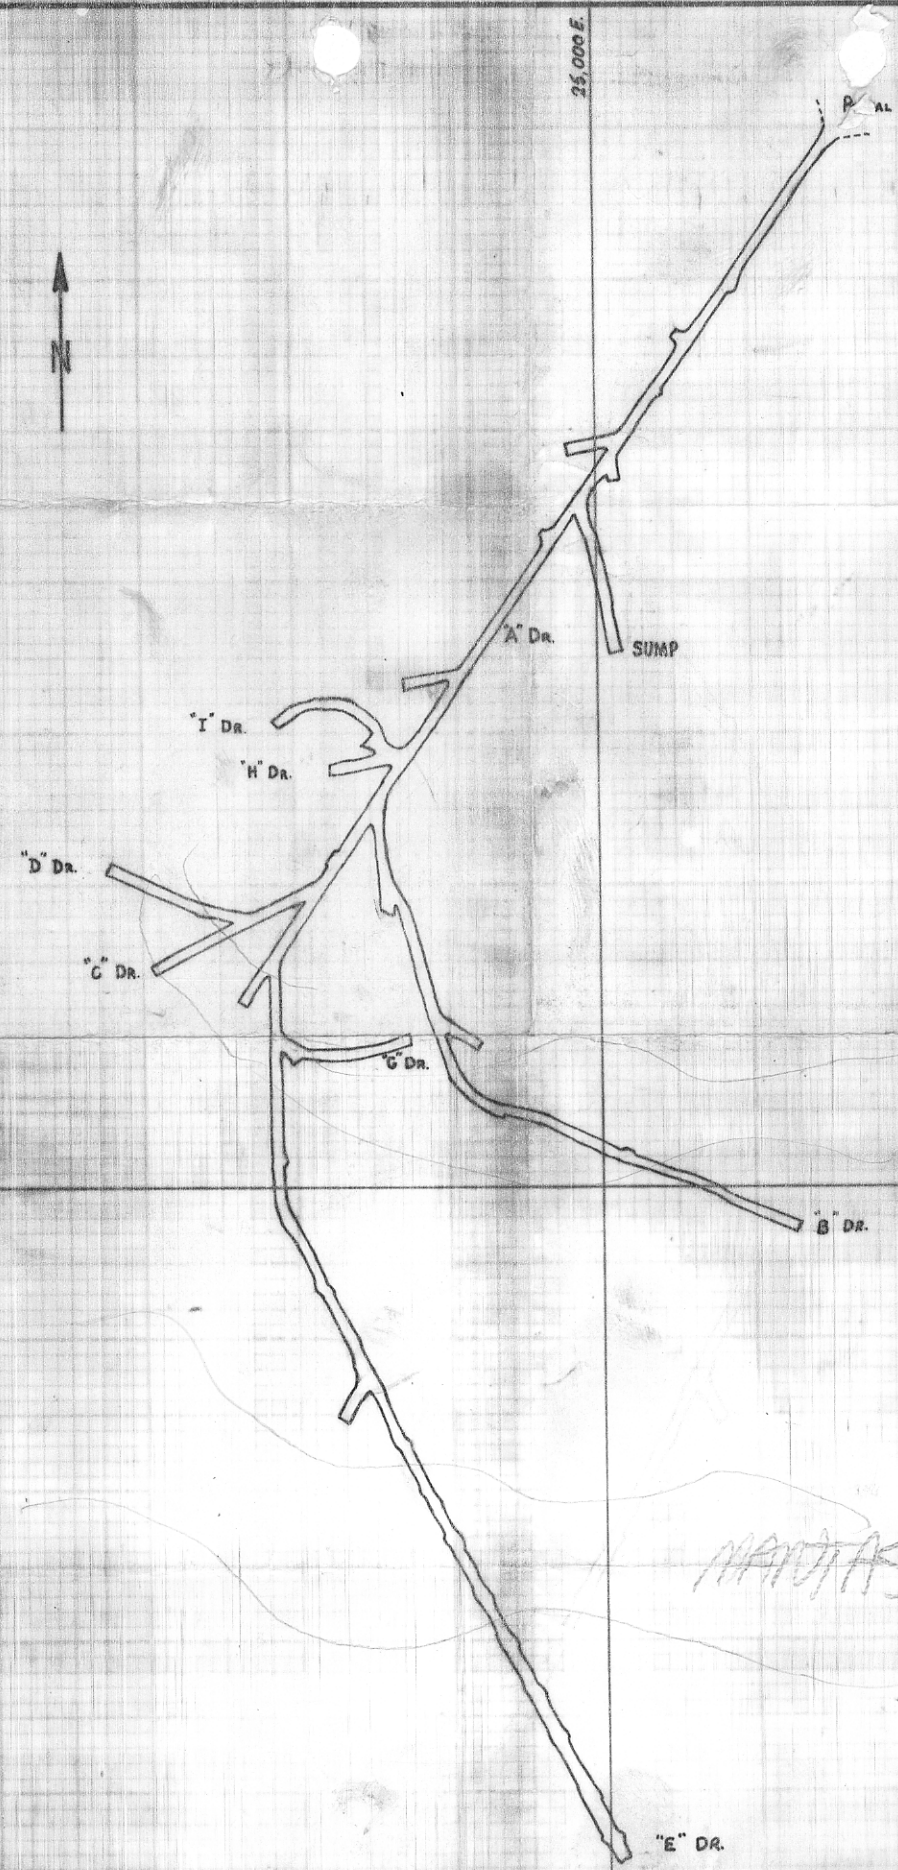 25,000 E.
N
"A" DR.
SUMP
"I" DR.
"H" DR.
"D" DR.
"C" DR.
"G" DR.
"B" DR.
"E" DR.